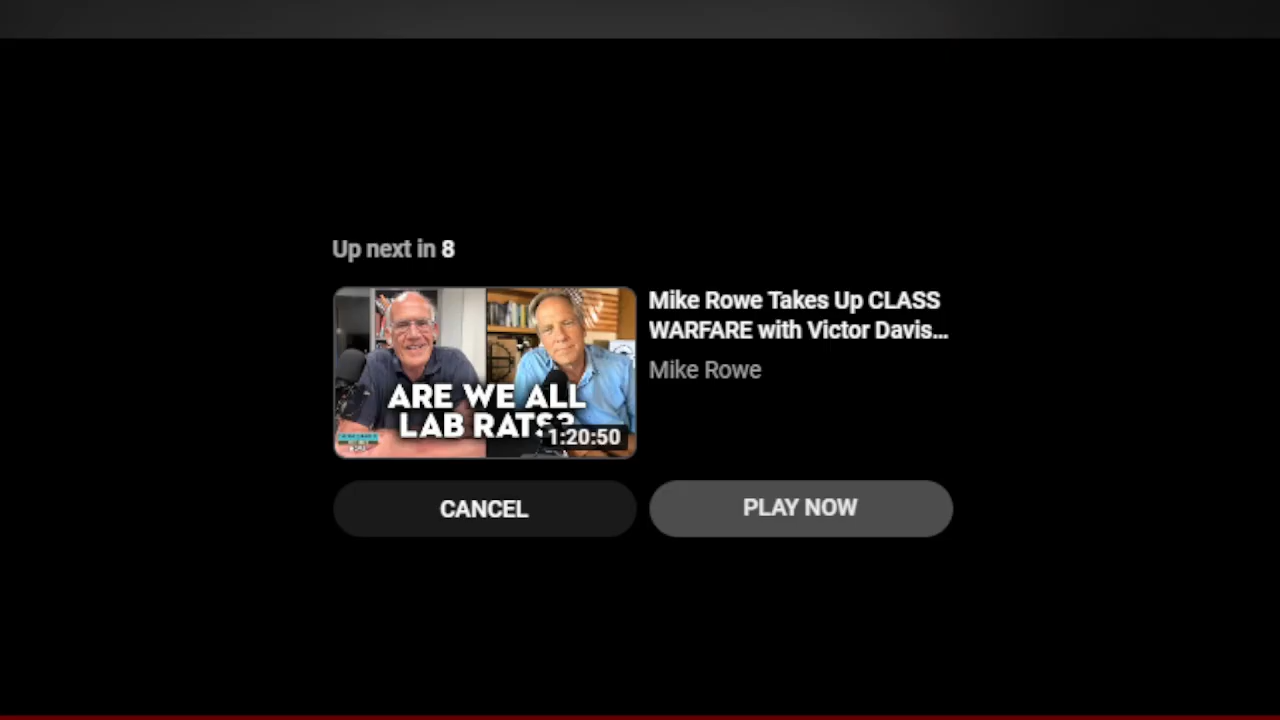 Up next in 8
Mike Rowe Takes Up CLASS
WARFARE with Victor Davis...
Mike Rowe
ARE WE ALL
LAB RATS?
1:20:50
CANCEL
PLAY NOW